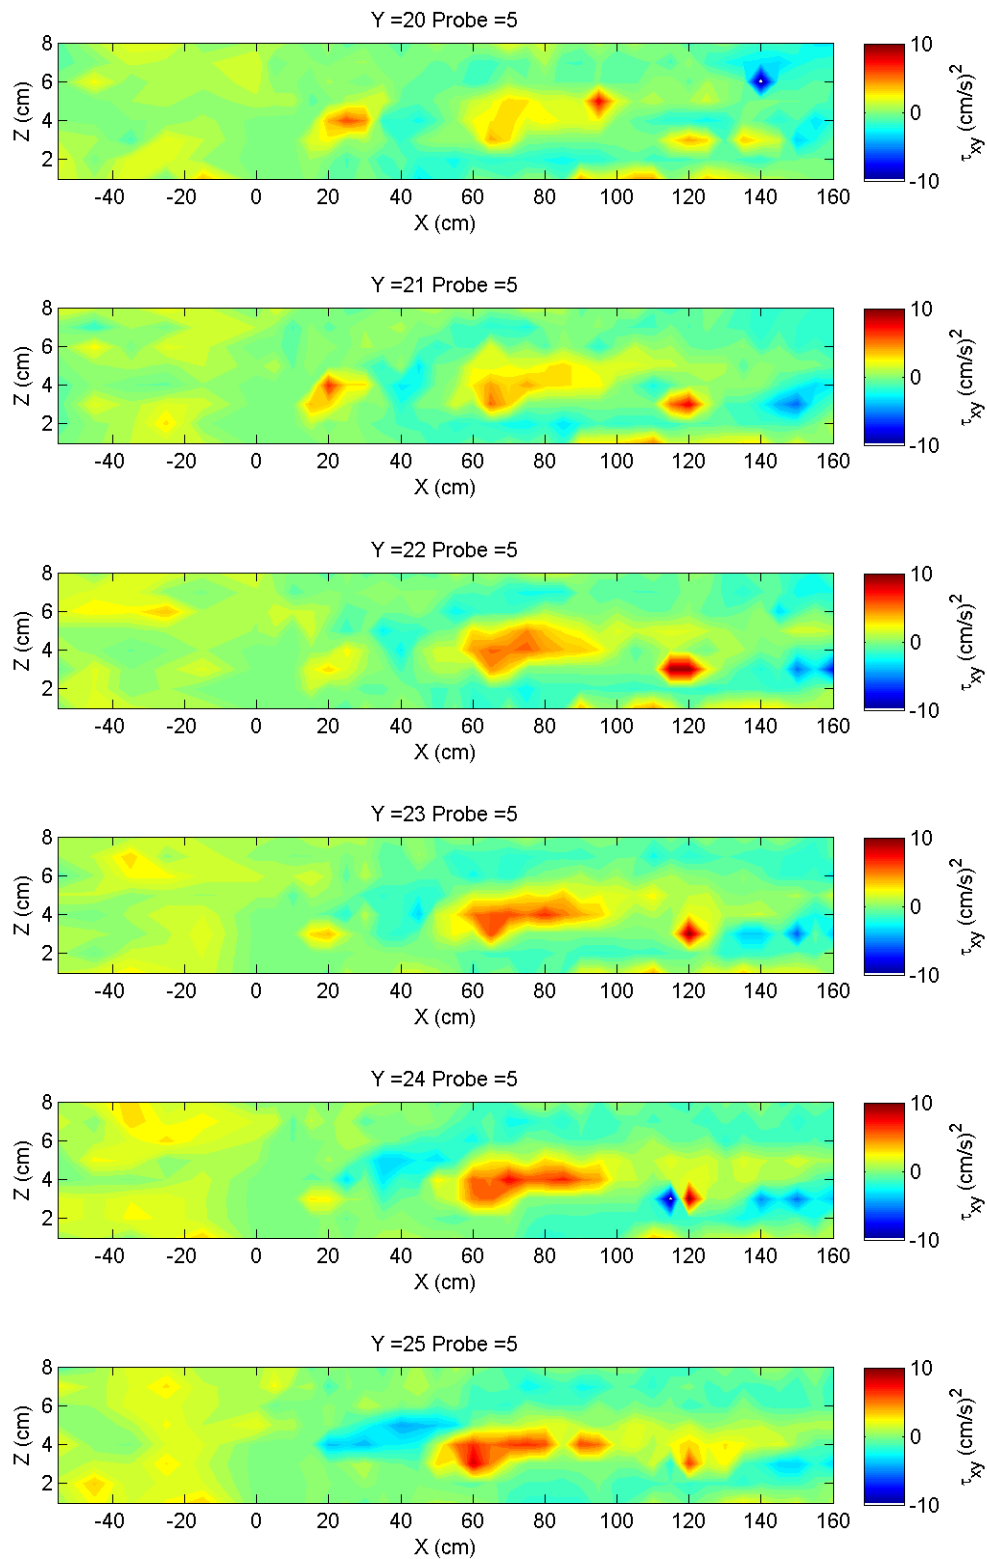 Y =20 Probe =5
8
6
4
2
Z (cm)
-40 -20 0 20 40 60 80 100 120 140 160
X (cm)
10
0
-10
τxy (cm/s)2
Y =21 Probe =5
8
6
4
2
Z (cm)
-40 -20 0 20 40 60 80 100 120 140 160
X (cm)
10
0
-10
τxy (cm/s)2
Y =22 Probe =5
8
6
4
2
Z (cm)
-40 -20 0 20 40 60 80 100 120 140 160
X (cm)
10
0
-10
τxy (cm/s)2
Y =23 Probe =5
8
6
4
2
Z (cm)
-40 -20 0 20 40 60 80 100 120 140 160
X (cm)
10
0
-10
τxy (cm/s)2
Y =24 Probe =5
8
6
4
2
Z (cm)
-40 -20 0 20 40 60 80 100 120 140 160
X (cm)
10
0
-10
τxy (cm/s)2
Y =25 Probe =5
8
6
4
2
Z (cm)
-40 -20 0 20 40 60 80 100 120 140 160
X (cm)
10
0
-10
τxy (cm/s)2